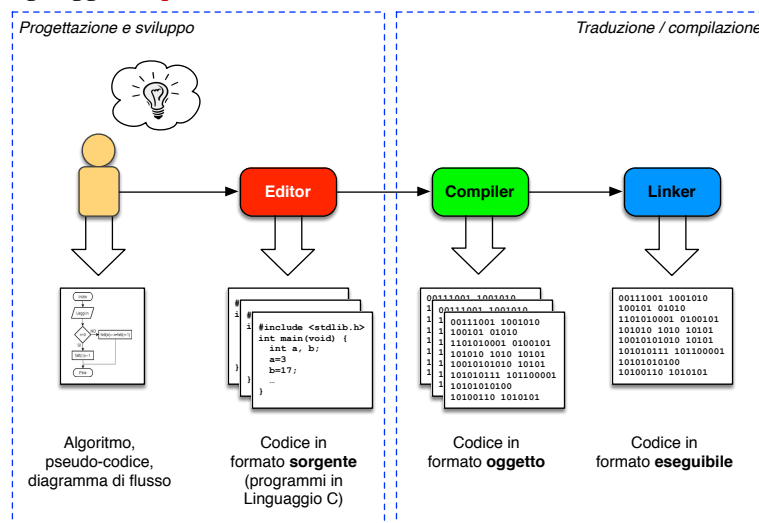 Progettazione e sviluppo
Traduzione / compilazione
Editor
Compiler
Linker
#include <stdlib.h>
int main(void) {
int a, b;
a=3
b=17;
…
}
00111001 1001010
100101 01010
1101010001 0100101
101010 1010 10101
10010101010 10101
101010111 101100001
10101010100
10100110 1010101
00111001 1001010
100101 01010
1101010001 0100101
101010 1010 10101
10010101010 10101
101010111 101100001
10101010100
10100110 1010101
Algoritmo,
pseudo-codice,
diagramma di flusso
Codice in
formato sorgente
(programmi in
Linguaggio C)
Codice in
formato oggetto
Codice in
formato eseguibile